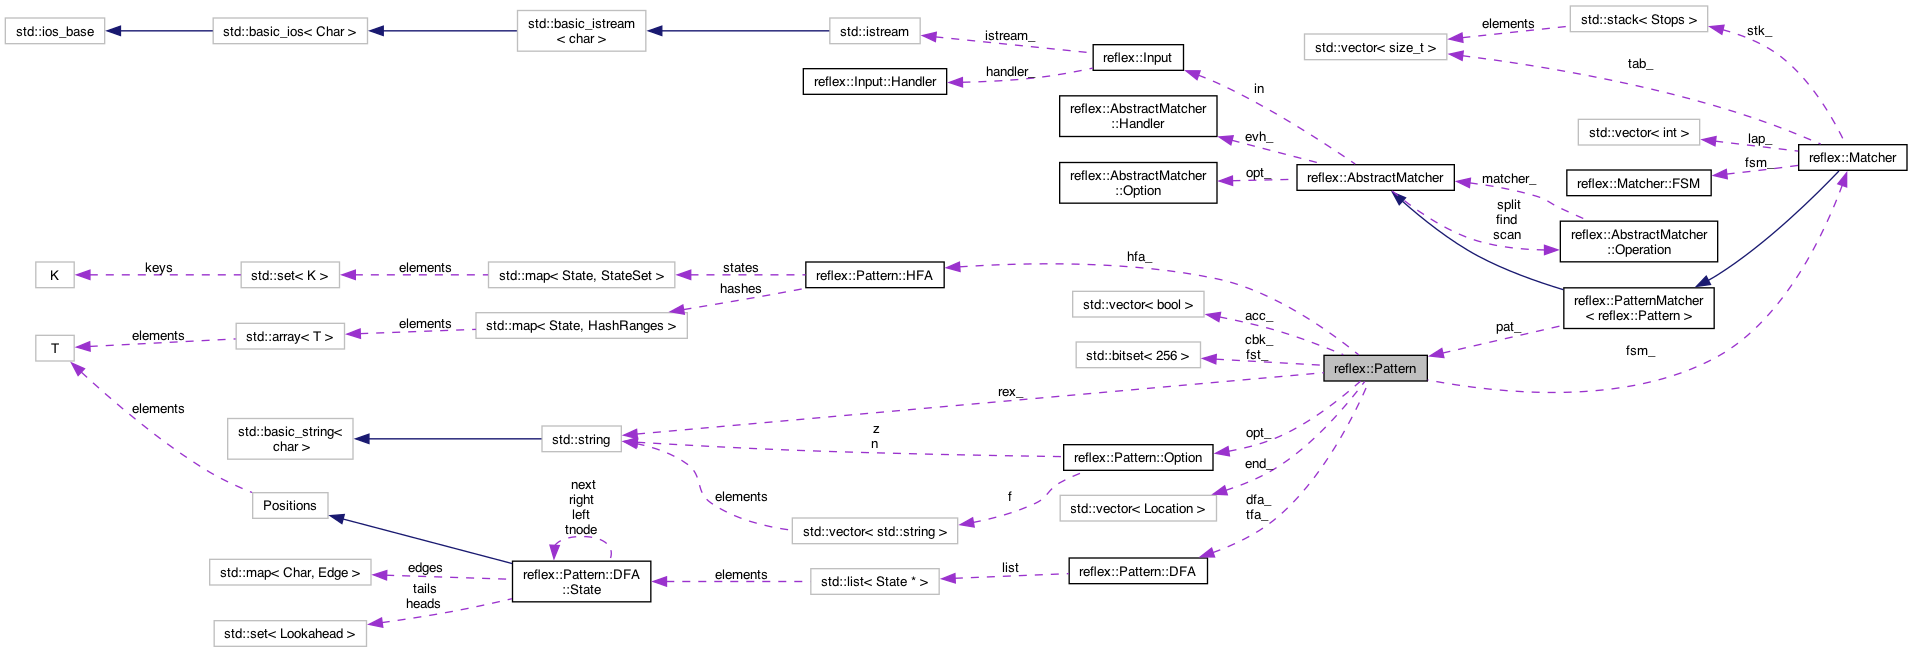 std::ios_base
std::basic_ios< Char >
std::basic_istream
< char >
std::istream
istream_
handler_
reflex::Input
reflex::Input::Handler
elements
std::stack< Stops >
std::vector< size_t >
stk_
tab_
in
reflex::AbstractMatcher
::Handler
evh_
opt_
reflex::AbstractMatcher
::Option
reflex::AbstractMatcher
std::vector< int >
lap_
fsm_
reflex::Matcher
reflex::Matcher::FSM
matcher_
split
find
scan
reflex::AbstractMatcher
::Operation
K
keys
std::set< K >
elements
std::map< State, StateSet >
states
hashes_
reflex::Pattern::HFA
hfa_
std::vector< bool >
acc_
reflex::PatternMatcher
< reflex::Pattern >
pat_
T
elements
std::array< T >
elements
std::map< State, HashRanges >
std::bitset< 256 >
cbk_
fst_
reflex::Pattern
fsm_
elements
rex_
std::basic_string<
char >
std::string
z
n
reflex::Pattern::Option
opt_
end_
dfa_
tfa_
f
std::vector< Location >
elements
std::vector< std::string >
Positions
next
right
left
tnode
std::map< Char, Edge >
edges
tails
heads
reflex::Pattern::DFA
::State
elements
std::list< State * >
list
reflex::Pattern::DFA
std::set< Lookahead >